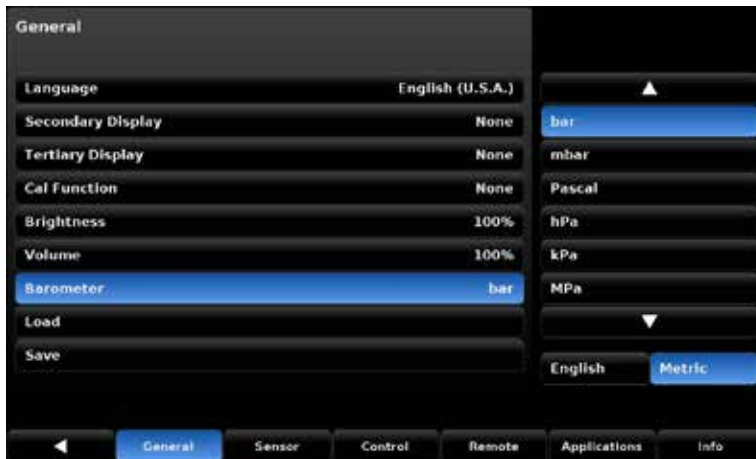 General
Language English (U.S.A.)
Secondary Display None
Tertiary Display None
Cal Function None
Brightness 100%
Volume 100%
Barometer bar
Load
Save
bar
mbar
Pascal
hPa
kPa
MPa
English Metric
General Sensor Control Remote Applications Info